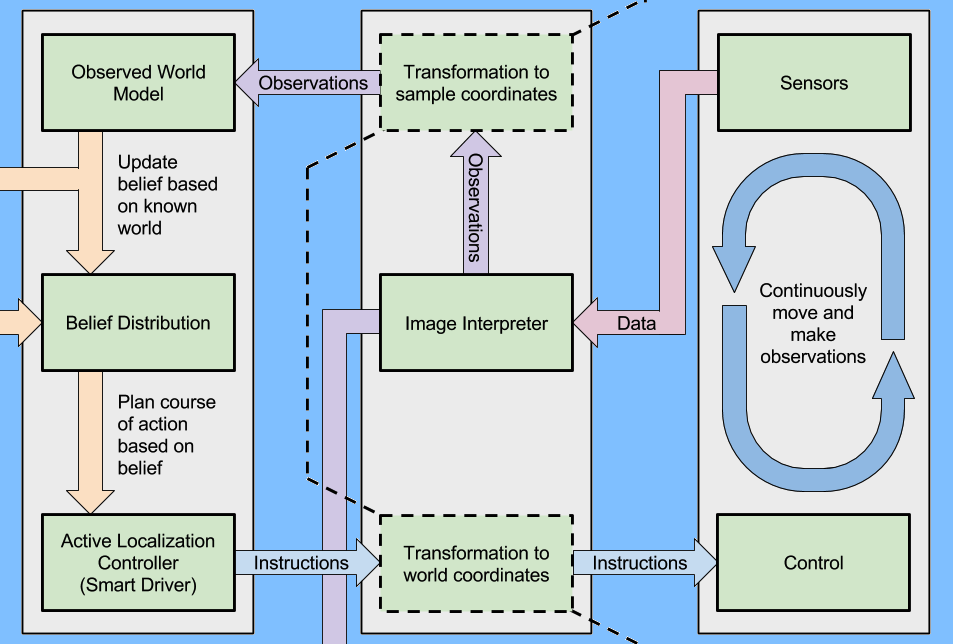 Observed World
Model
Observations
Transformation to
sample coordinates
Sensors
Update
belief based
on known
world
Observations
Belief Distribution
Image Interpreter
Data
Continuously
move and
make
observations
Plan course
of action
based on
belief
Active Localization
Controller
(Smart Driver)
Instructions
Transformation to
world coordinates
Instructions
Control